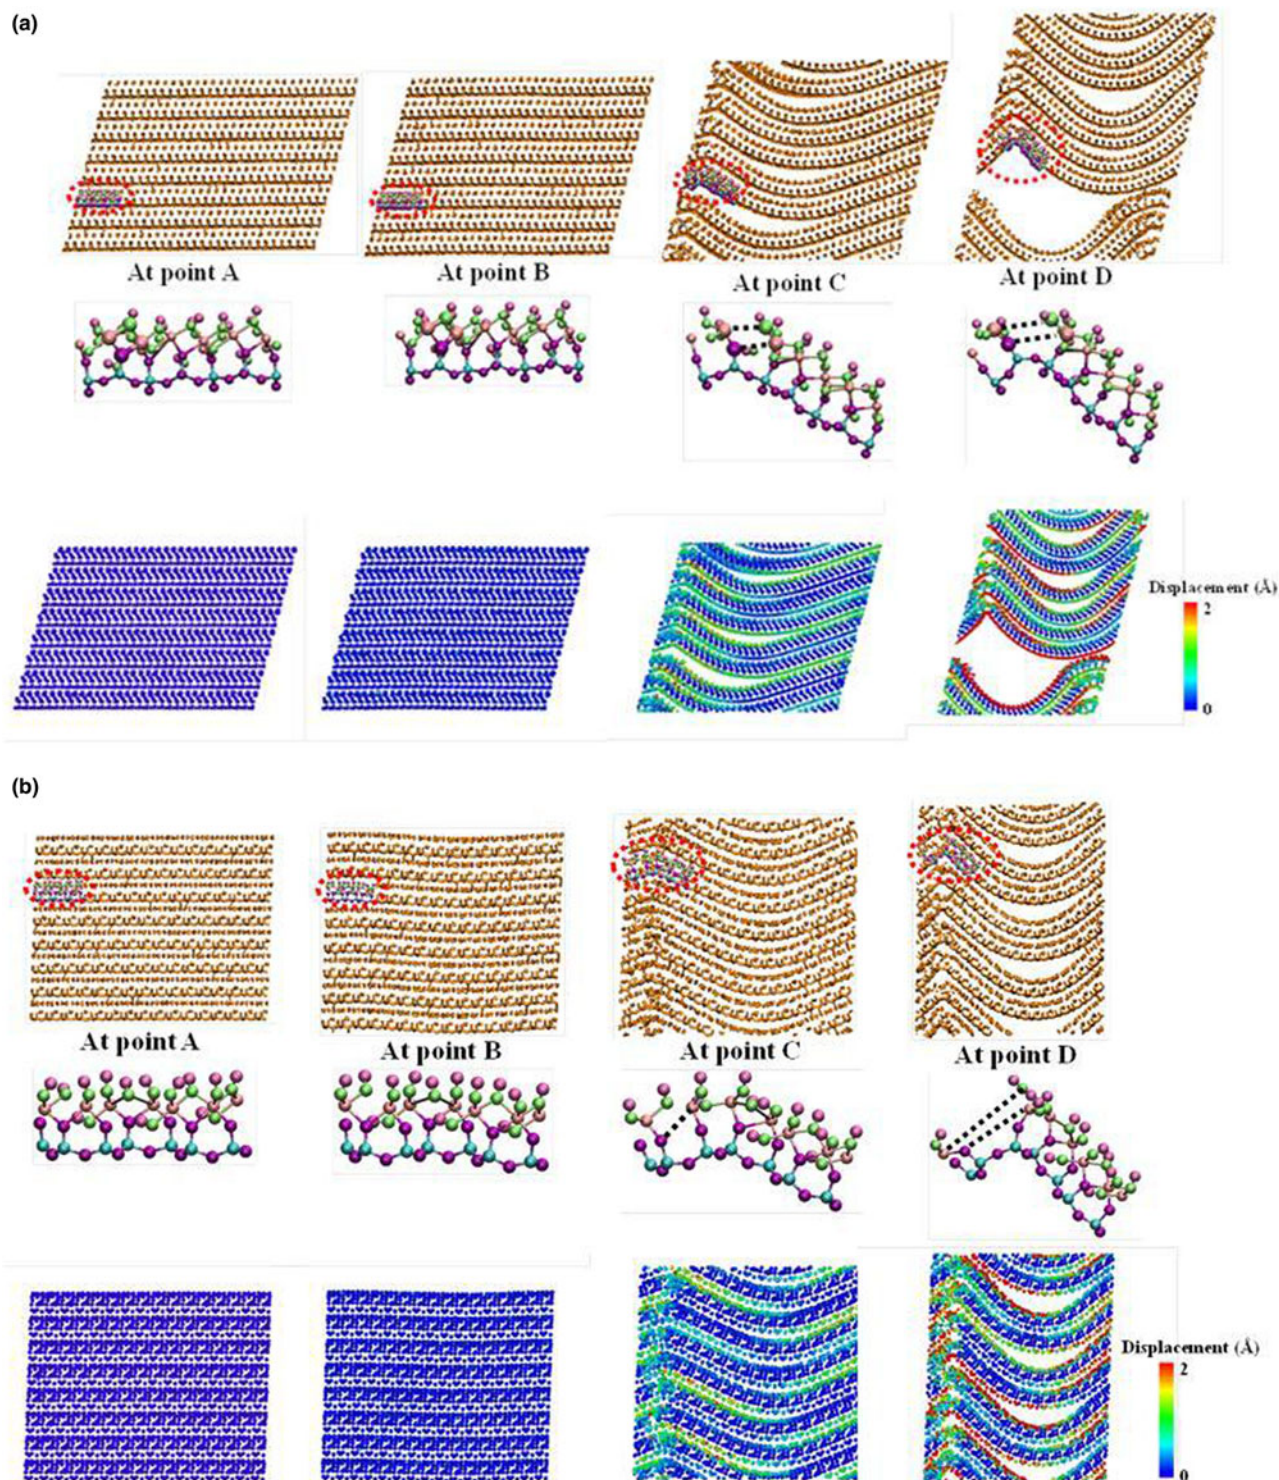 (a)
At point A
At point B
At point C
At point D
Displacement (Å)
2
0
(b)
At point A
At point B
At point C
At point D
Displacement (Å)
2
0